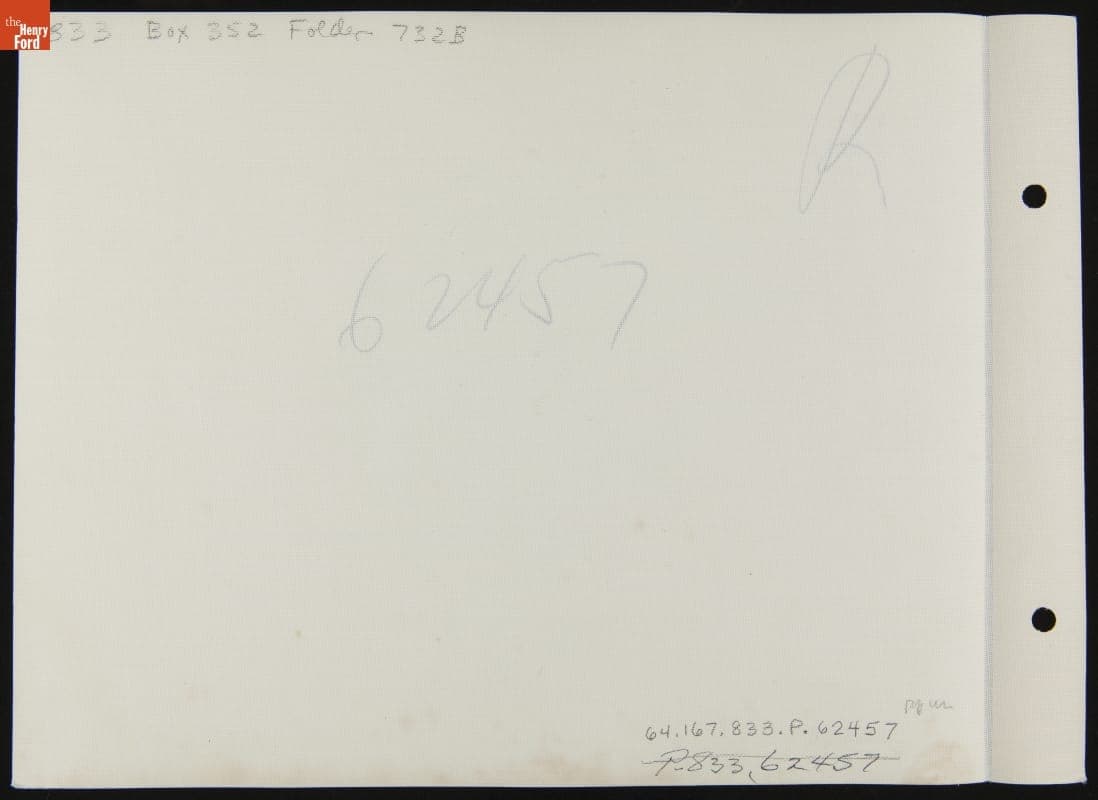 the
Henry
Ford
833 Box 352 Folder 732B
R
62457
64.167.833.P.62457
P.833.62457